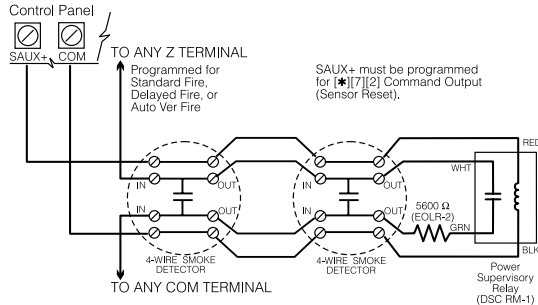 Control Panel
SAUX+ COM
TO ANY Z TERMINAL
Programmed for
Standard Fire,
Delayed Fire, or
Auto Ver Fire
SAUX+ must be programmed
for [✱][7][2] Command Output
(Sensor Reset).
RED
WHT
IN OUT IN OUT
IN OUT IN OUT
5600 Ω
(EOLR-2)
GRN
BLK
4-WIRE SMOKE
DETECTOR
4-WIRE SMOKE
DETECTOR
Power
Supervisory
Relay
(DSC RM-1)
TO ANY COM TERMINAL